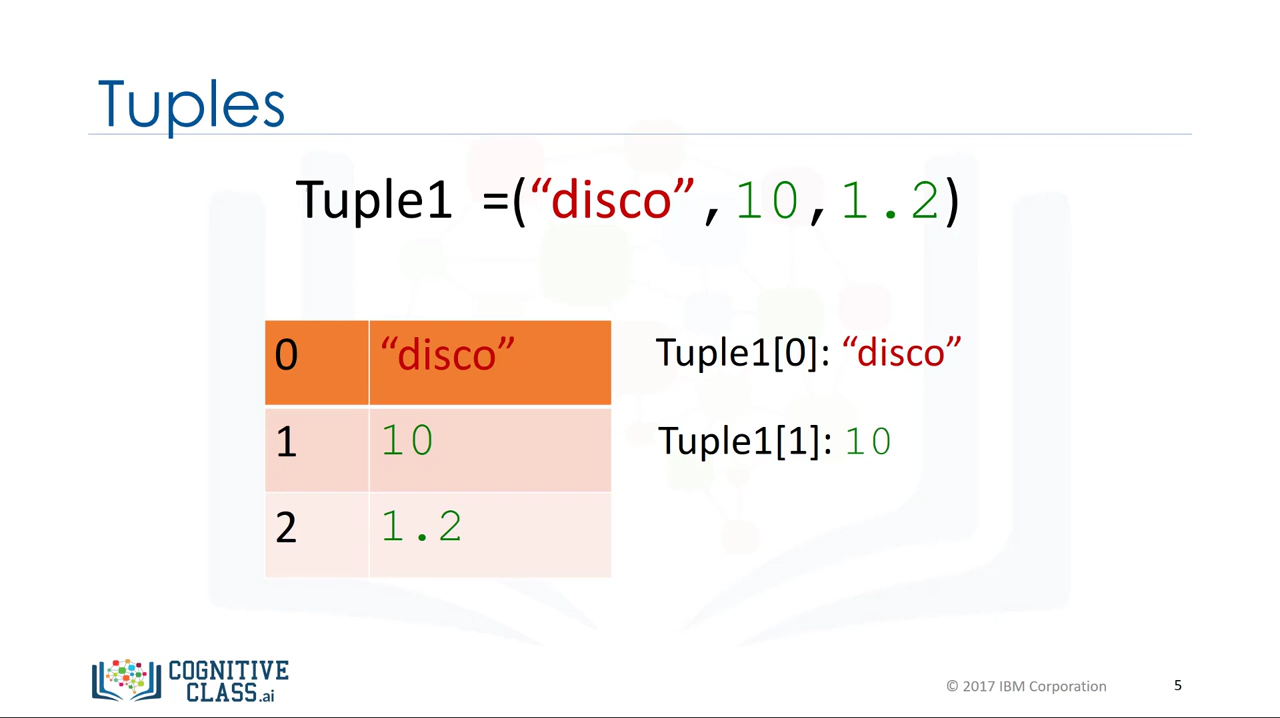 Tuples
Tuple1 =(“disco”,10,1.2)
0 “disco”
1 10
2 1.2
Tuple1[0]: “disco”
Tuple1[1]: 10
COGNITIVE
CLASS.ai
© 2017 IBM Corporation
5